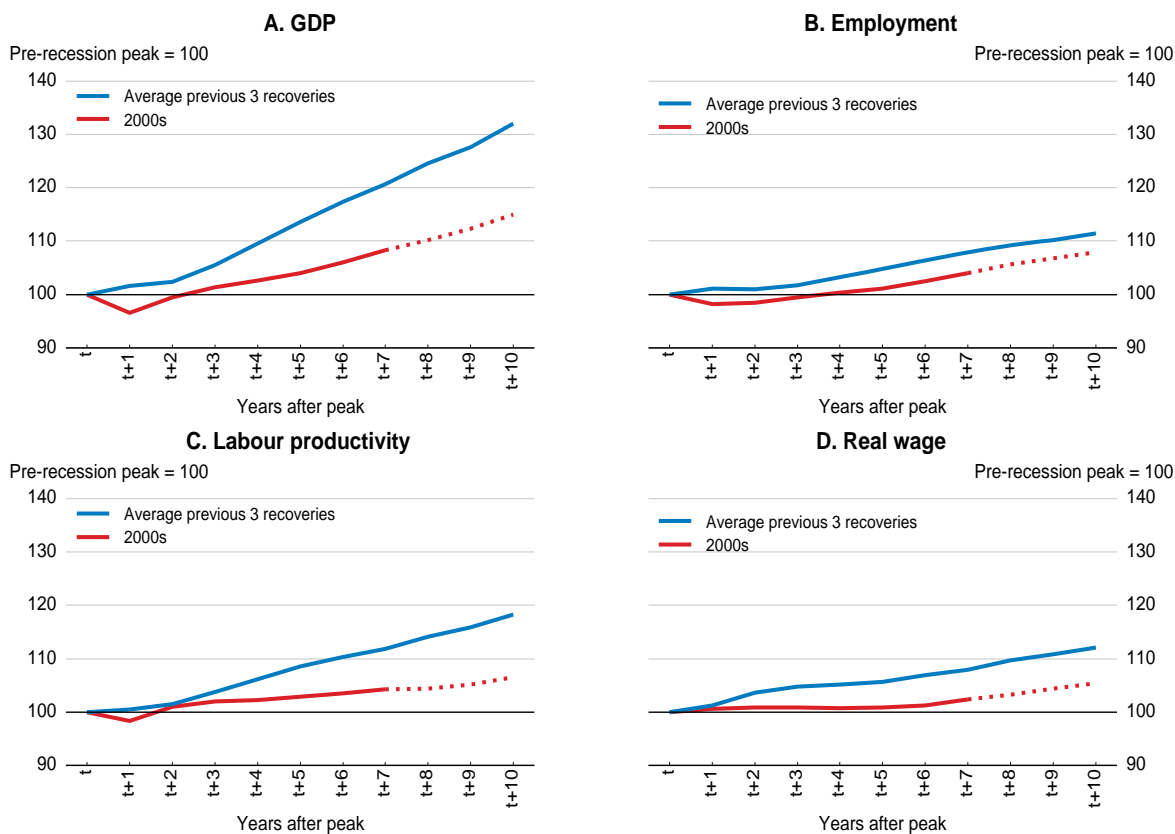 A. GDP
Pre-recession peak = 100
140
130
120
110
100
90
Average previous 3 recoveries
2000s
t
t+1
t+2
t+3
t+4
t+5
t+6
t+7
t+8
t+9
t+10
Years after peak
B. Employment
Pre-recession peak = 100
140
130
120
110
100
90
Average previous 3 recoveries
2000s
t
t+1
t+2
t+3
t+4
t+5
t+6
t+7
t+8
t+9
t+10
Years after peak
C. Labour productivity
Pre-recession peak = 100
140
130
120
110
100
90
Average previous 3 recoveries
2000s
t
t+1
t+2
t+3
t+4
t+5
t+6
t+7
t+8
t+9
t+10
Years after peak
D. Real wage
Pre-recession peak = 100
140
130
120
110
100
90
Average previous 3 recoveries
2000s
t
t+1
t+2
t+3
t+4
t+5
t+6
t+7
t+8
t+9
t+10
Years after peak